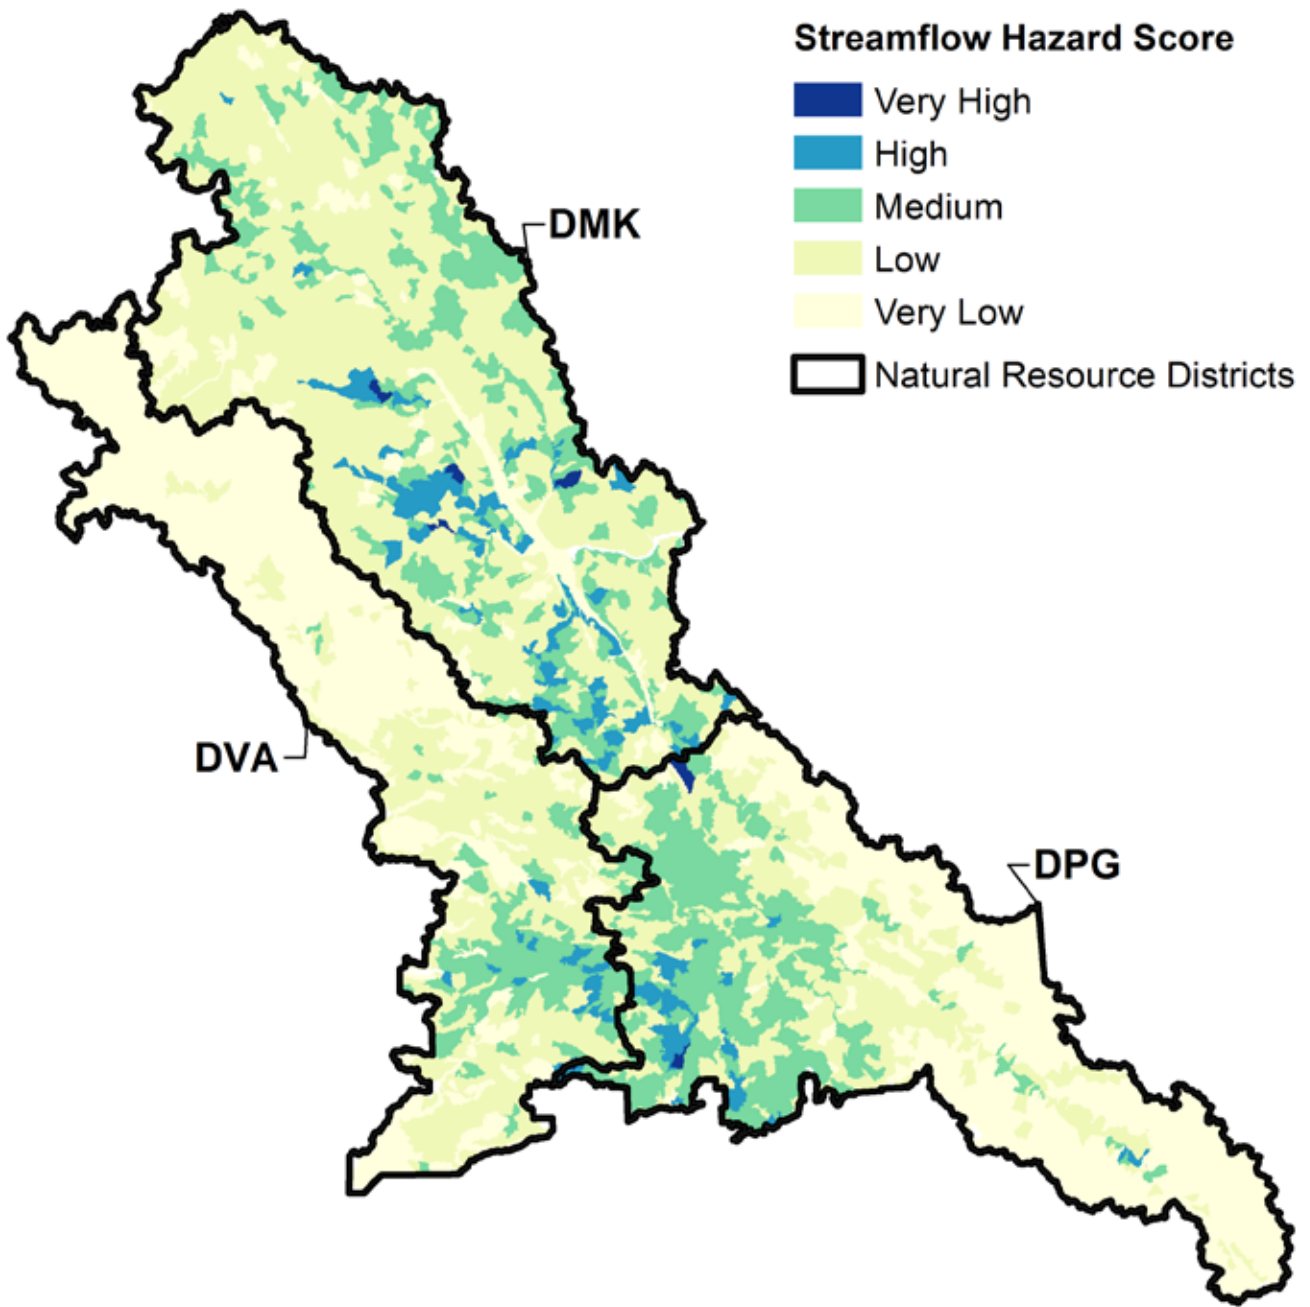 Streamflow Hazard Score
Very High
High
Medium
Low
Very Low
Natural Resource Districts
DMK
DVA
DPG